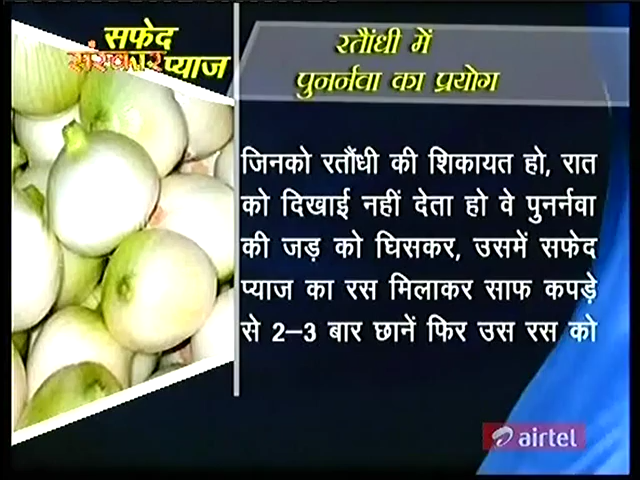 सफेद
संस्कार प्याज
रतौंधी में
पुनर्नवा का प्रयोग
जिनको रतौंधी की शिकायत हो, रात
को दिखाई नहीं देता हो वे पुनर्नवा
की जड़ को घिसकर, उसमें सफेद
प्याज का रस मिलाकर साफ कपड़े
से 2–3 बार छानें फिर उस रस को
airtel